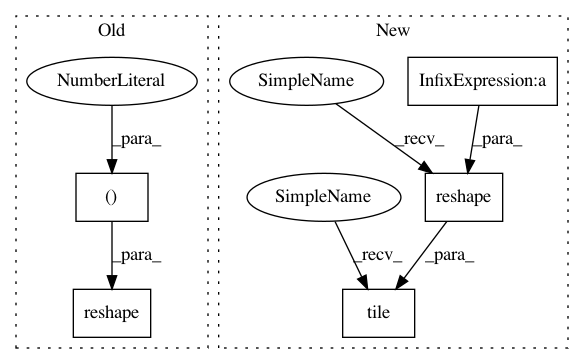 Old
New
NumberLiteral
SimpleName
InfixExpression:a
_para_
_recv_
_para_
()
SimpleName
reshape
_para_
_recv_
_para_
reshape
tile